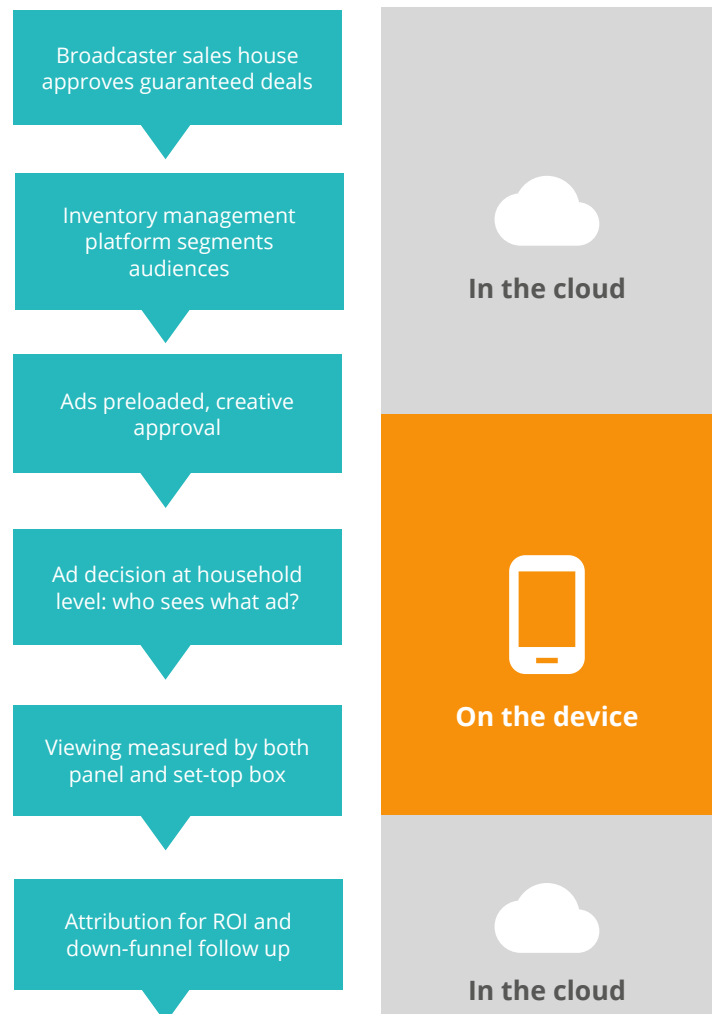 Broadcaster sales house
approves guaranteed deals
Inventory management
platform segments
audiences
In the cloud
Ads preloaded, creative
approval
Ad decision at household
level: who sees what ad?
On the device
Viewing measured by both
panel and set-top box
Attribution for ROI and
down-funnel follow up
In the cloud